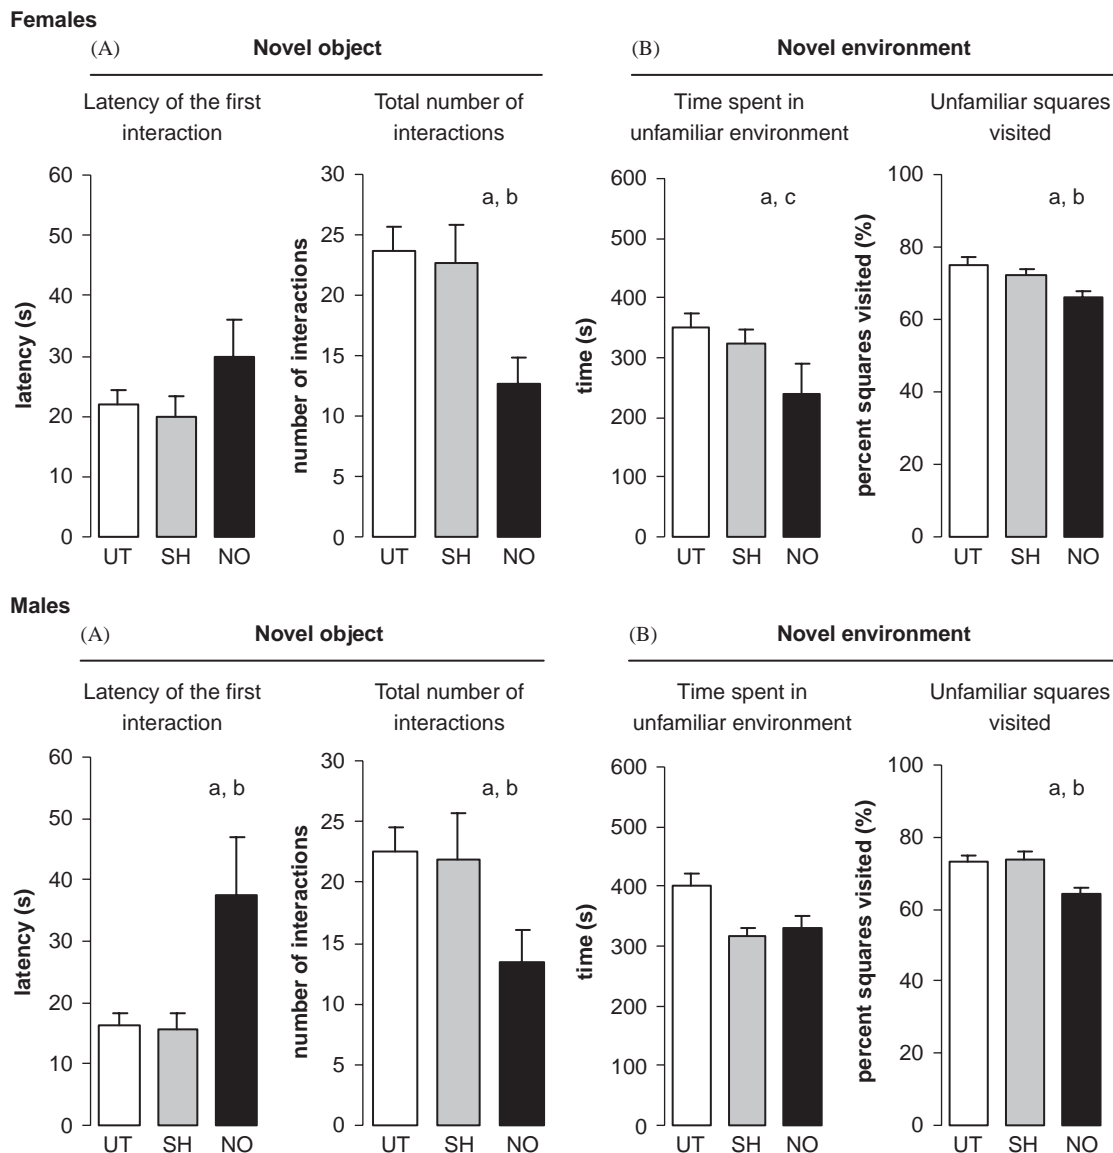 Females
(A) Novel object
(B) Novel environment
Latency of the first
interaction
Total number of
interactions
Time spent in
unfamiliar environment
Unfamiliar squares
visited
latency (s)
60
50
40
30
20
10
0
UT SH NO
number of interactions
30
25
20
15
10
5
0
a, b
UT SH NO
time (s)
600
500
400
300
200
100
0
a, c
UT SH NO
percent squares visited (%)
100
80
60
40
20
0
a, b
UT SH NO
Males
(A) Novel object
(B) Novel environment
Latency of the first
interaction
Total number of
interactions
Time spent in
unfamiliar environment
Unfamiliar squares
visited
latency (s)
60
50
40
30
20
10
0
a, b
UT SH NO
number of interactions
30
25
20
15
10
5
0
a, b
UT SH NO
time (s)
600
500
400
300
200
100
0
UT SH NO
percent squares visited (%)
100
80
60
40
20
0
a, b
UT SH NO